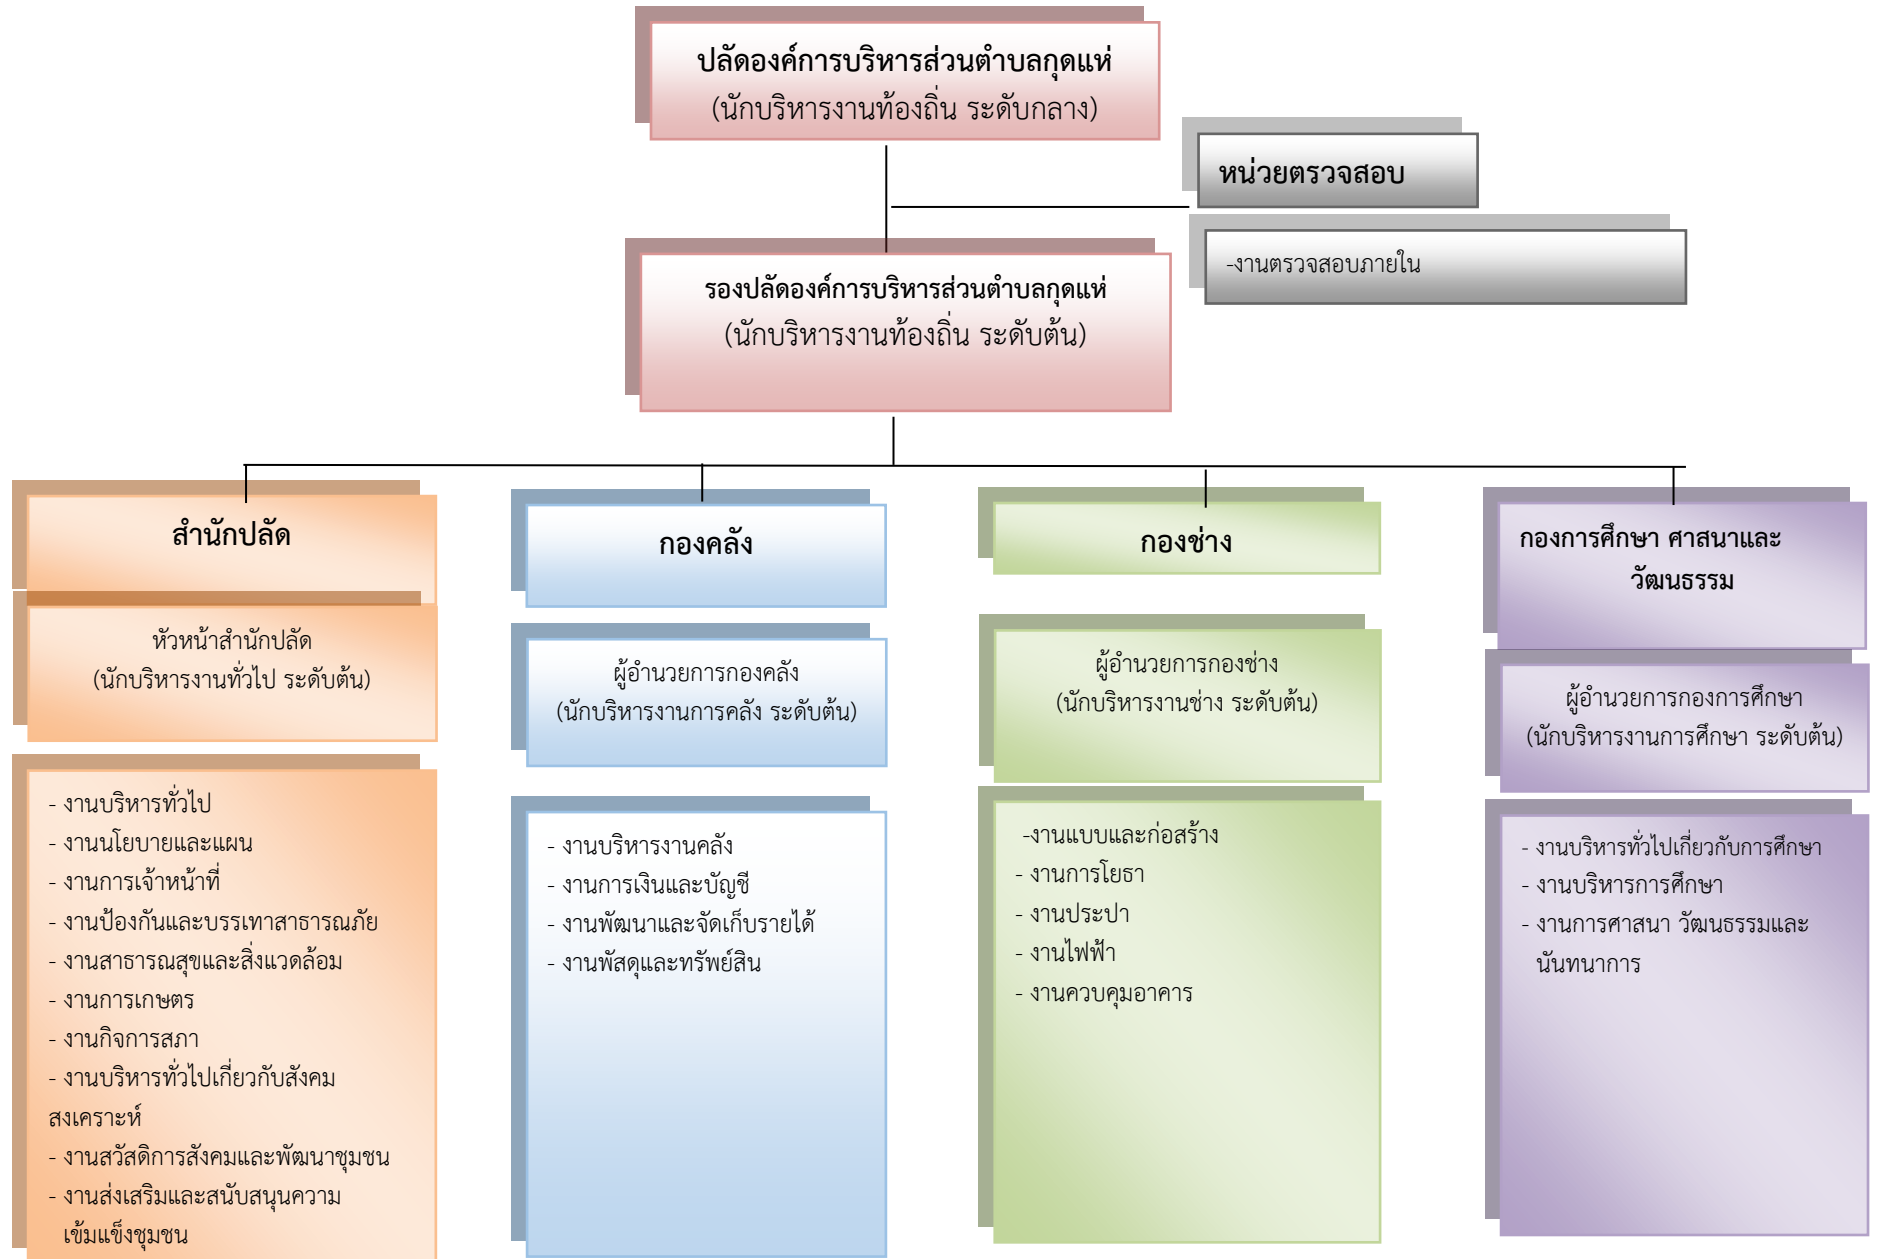 ปลัดองค์การบริหารส่วนตำบลกุดแห่
(นักบริหารงานท้องถิ่น ระดับกลาง)
หน่วยตรวจสอบ
-งานตรวจสอบภายใน
รองปลัดองค์การบริหารส่วนตำบลกุดแห่
(นักบริหารงานท้องถิ่น ระดับต้น)
สำนักปลัด
หัวหน้าสำนักปลัด
(นักบริหารงานทั่วไป ระดับต้น)
- งานบริหารทั่วไป
- งานนโยบายและแผน
- งานการเจ้าหน้าที่
- งานป้องกันและบรรเทาสาธารณภัย
- งานสาธารณสุขและสิ่งแวดล้อม
- งานการเกษตร
- งานกิจการสภา
- งานบริหารทั่วไปเกี่ยวกับสังคม
สงเคราะห์
- งานสวัสดิการสังคมและพัฒนาชุมชน
- งานส่งเสริมและสนับสนุนความ
เข้มแข็งชุมชน
กองคลัง
ผู้อำนวยการกองคลัง
(นักบริหารงานการคลัง ระดับต้น)
- งานบริหารงานคลัง
- งานการเงินและบัญชี
- งานพัฒนาและจัดเก็บรายได้
- งานพัสดุและทรัพย์สิน
กองช่าง
ผู้อำนวยการกองช่าง
(นักบริหารงานช่าง ระดับต้น)
-งานแบบและก่อสร้าง
- งานการโยธา
- งานประปา
- งานไฟฟ้า
- งานควบคุมอาคาร
กองการศึกษา ศาสนาและ
วัฒนธรรม
ผู้อำนวยการกองการศึกษา
(นักบริหารงานการศึกษา ระดับต้น)
- งานบริหารทั่วไปเกี่ยวกับการศึกษา
- งานบริหารการศึกษา
- งานการศาสนา วัฒนธรรมและ
นันทนาการ